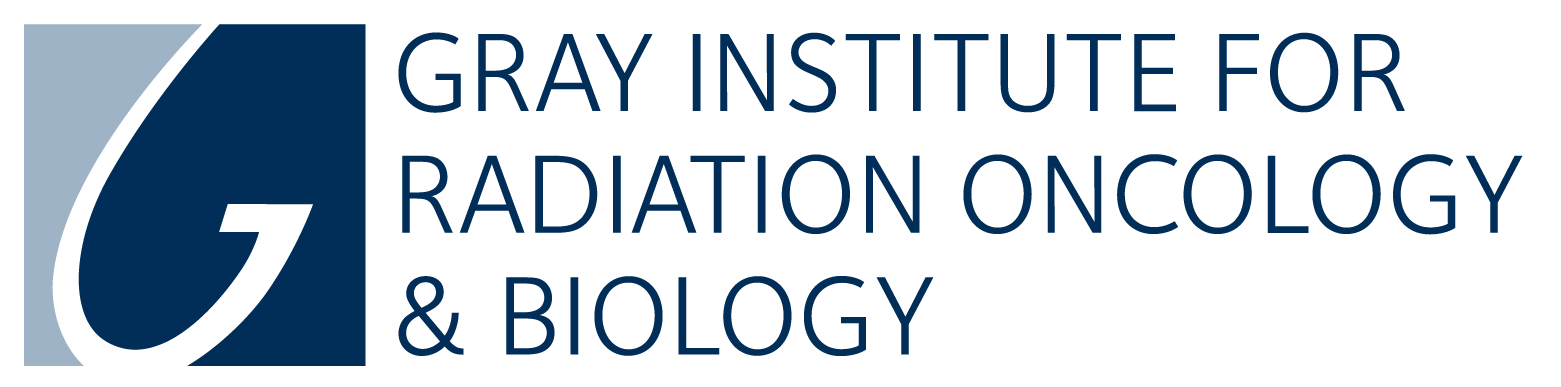 G
GRAY INSTITUTE FOR
RADIATION ONCOLOGY
& BIOLOGY